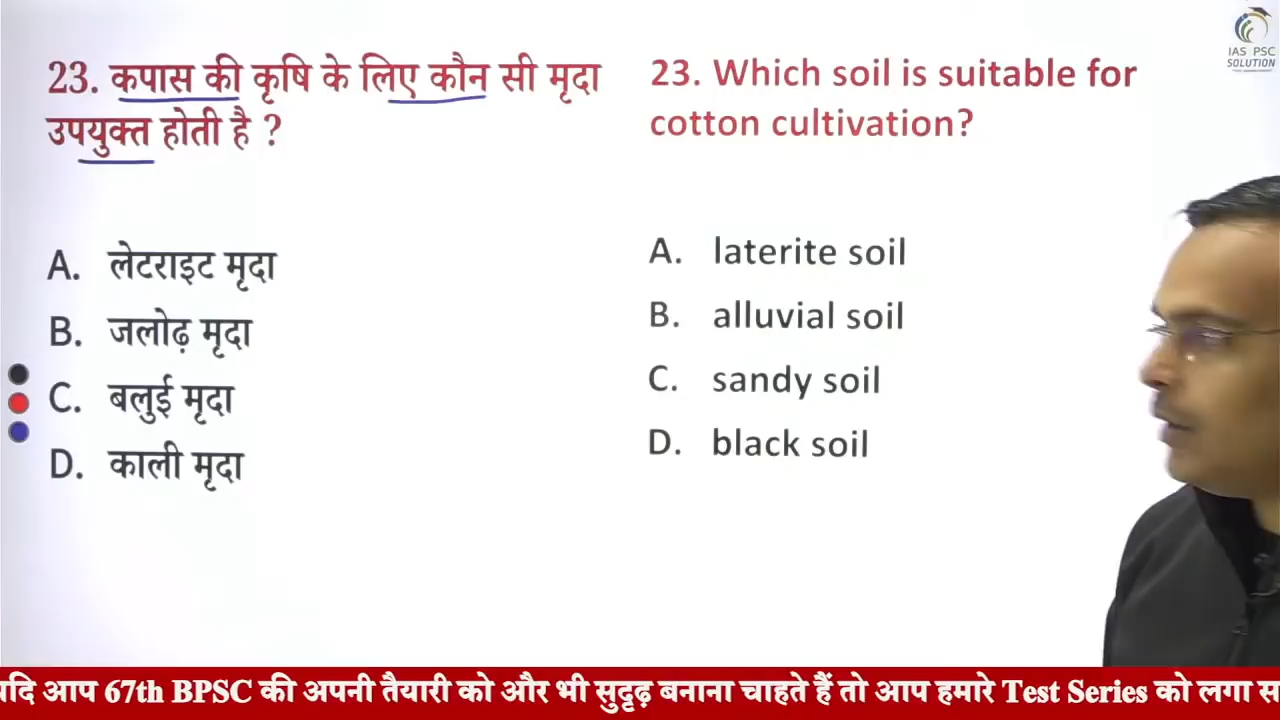 23. कपास की कृषि के लिए कौन सी मृदा
उपयुक्त होती है ?
A. लेटराइट मृदा
B. जलोढ़ मृदा
C. बलुई मृदा
D. काली मृदा
23. Which soil is suitable for
cotton cultivation?
A. laterite soil
B. alluvial soil
C. sandy soil
D. black soil
IAS PSC
SOLUTION
यदि आप 67th BPSC की अपनी तैयारी को और भी सुदृढ़ बनाना चाहते हैं तो आप हमारे Test Series को लगा स